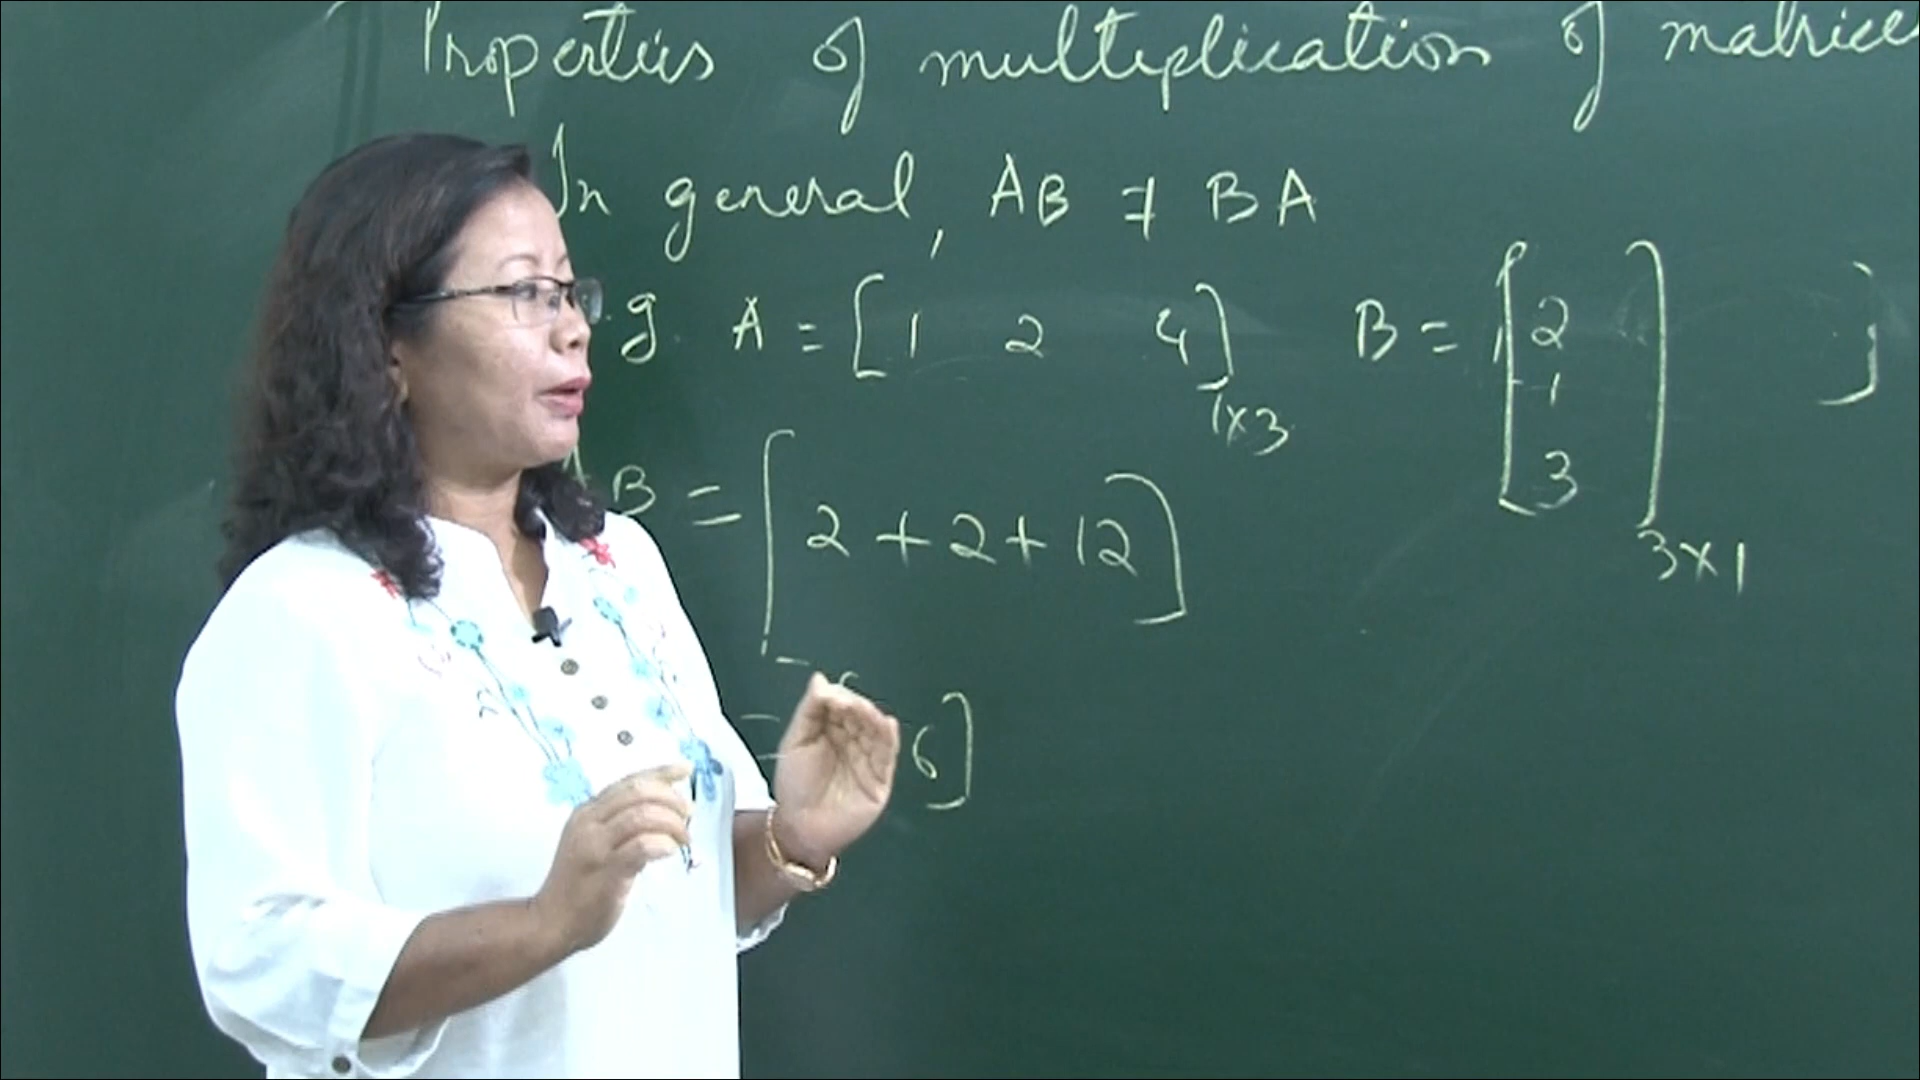 Properties of multiplication of matrices
In general, AB ≠ BA
.g. A = [1 2 4] 1x3 B = [2 1 3] 3x1
AB = [2 + 2 + 12]
= 6]